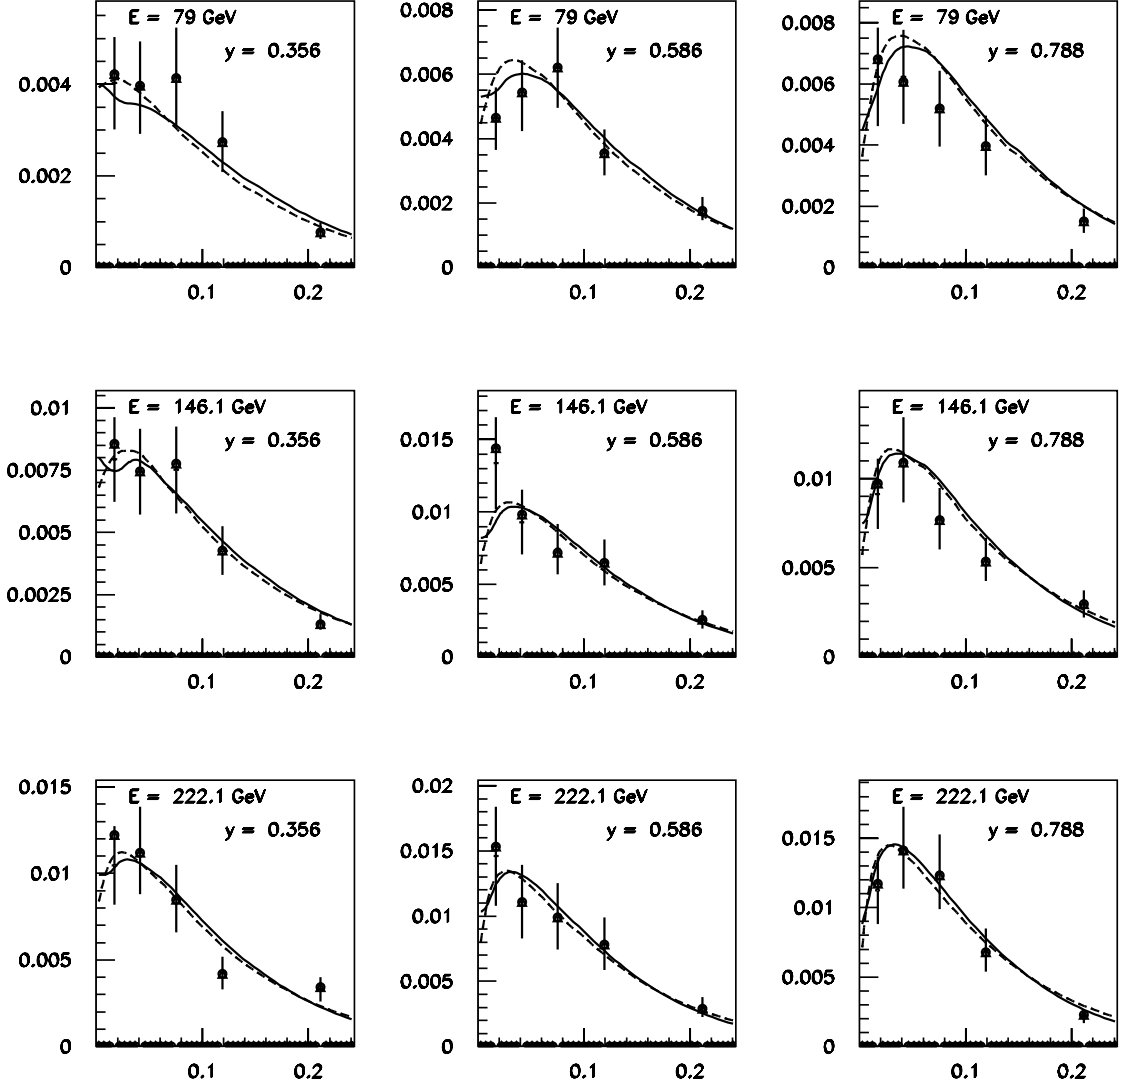 E = 79 GeV
y = 0.356
0.004
0.002
0
0.1 0.2
E = 79 GeV
y = 0.586
0.008
0.006
0.004
0.002
0
0.1 0.2
E = 79 GeV
y = 0.788
0.008
0.006
0.004
0.002
0
0.1 0.2
E = 146.1 GeV
y = 0.356
0.01
0.0075
0.005
0.0025
0
0.1 0.2
E = 146.1 GeV
y = 0.586
0.015
0.01
0.005
0
0.1 0.2
E = 146.1 GeV
y = 0.788
0.01
0.005
0
0.1 0.2
E = 222.1 GeV
y = 0.356
0.015
0.01
0.005
0
0.1 0.2
E = 222.1 GeV
y = 0.586
0.02
0.015
0.01
0.005
0
0.1 0.2
E = 222.1 GeV
y = 0.788
0.015
0.01
0.005
0
0.1 0.2